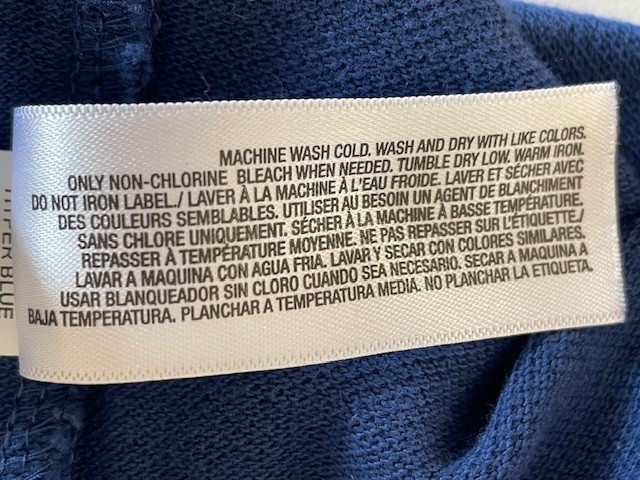 MACHINE WASH COLD. WASH AND DRY WITH LIKE COLORS.
ONLY NON-CHLORINE BLEACH WHEN NEEDED. TUMBLE DRY LOW. WARM IRON.
DO NOT IRON LABEL./ LAVER À LA MACHINE À L'EAU FROIDE. LAVER ET SÉCHER AVEC
DES COULEURS SEMBLABLES. UTILISER AU BESOIN UN AGENT DE BLANCHIMENT
SANS CHLORE UNIQUEMENT. SÉCHER À LA MACHINE À BASSE TEMPÉRATURE.
REPASSER À TEMPÉRATURE MOYENNE. NE PAS REPASSER SUR L'ÉTIQUETTE./
LAVAR A MAQUINA CON AGUA FRIA. LAVAR Y SECAR CON COLORES SIMILARES.
USAR BLANQUEADOR SIN CLORO CUANDO SEA NECESARIO. SECAR A MAQUINA A
BAJA TEMPERATURA. PLANCHAR A TEMPERATURA MEDIA. NO PLANCHAR LA ETIQUETA.
BLUE